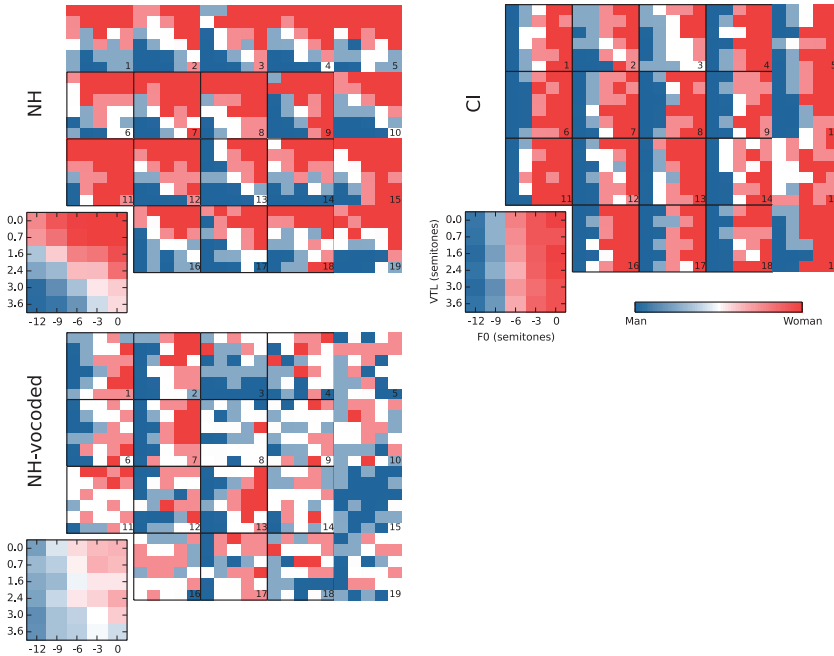 NH
1 2 3 4 5
6 7 8 9 10
11 12 13 14 15
16 17 18 19
0.0
0.7
1.6
2.4
3.0
3.6
-12 -9 -6 -3 0
CI
1 2 3 4 5
6 7 8 9 1
11 12 13 14 1
16 17 18 1
VTL (semitones)
0.0
0.7
1.6
2.4
3.0
3.6
-12 -9 -6 -3 0
F0 (semitones)
Man Woman
NH-vocoded
1 2 3 4 5
6 7 8 9 10
11 12 13 14 15
16 17 18 19
0.0
0.7
1.6
2.4
3.0
3.6
-12 -9 -6 -3 0